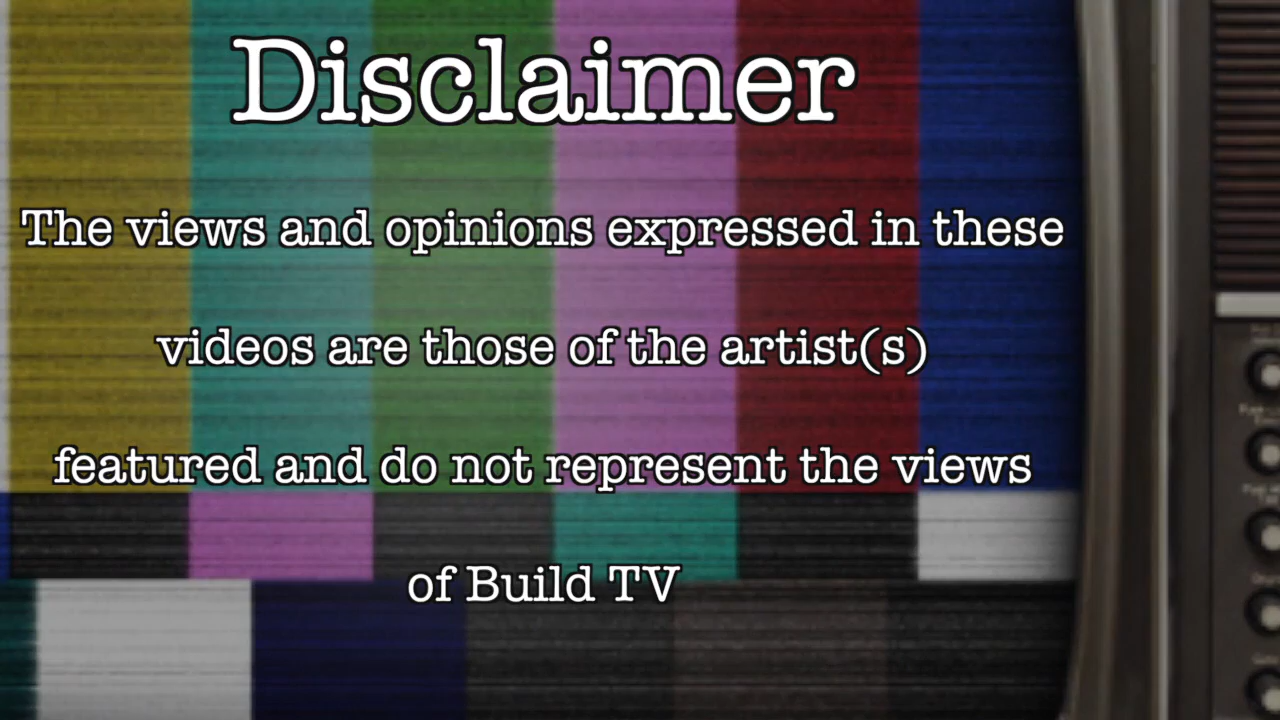 Disclaimer
The views and opinions expressed in these
videos are those of the artist(s)
featured and do not represent the views
of Build TV